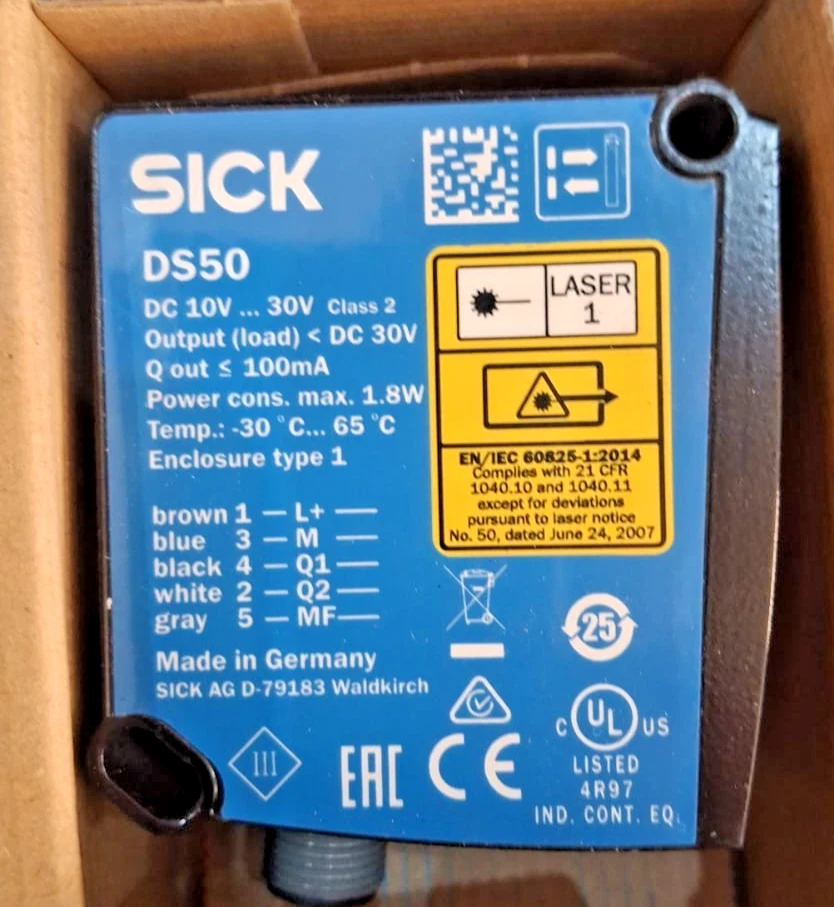 SICK
DS50
DC 10V ... 30V Class 2
Output (load) < DC 30V
Q out ≤ 100mA
Power cons. max. 1.8W
Temp.: -30 °C... 65 °C
Enclosure type 1
brown 1 — L+ —
blue 3 — M —
black 4 — Q1 —
white 2 — Q2 —
gray 5 — MF —
Made in Germany
SICK AG D-79183 Waldkirch
LASER
1
EN/IEC 60825-1:2014
Complies with 21 CFR
1040.10 and 1040.11
except for deviations
pursuant to laser notice
No. 50, dated June 24, 2007
25
III
EAC
CE
C UL US
LISTED
4R97
IND. CONT. EQ.